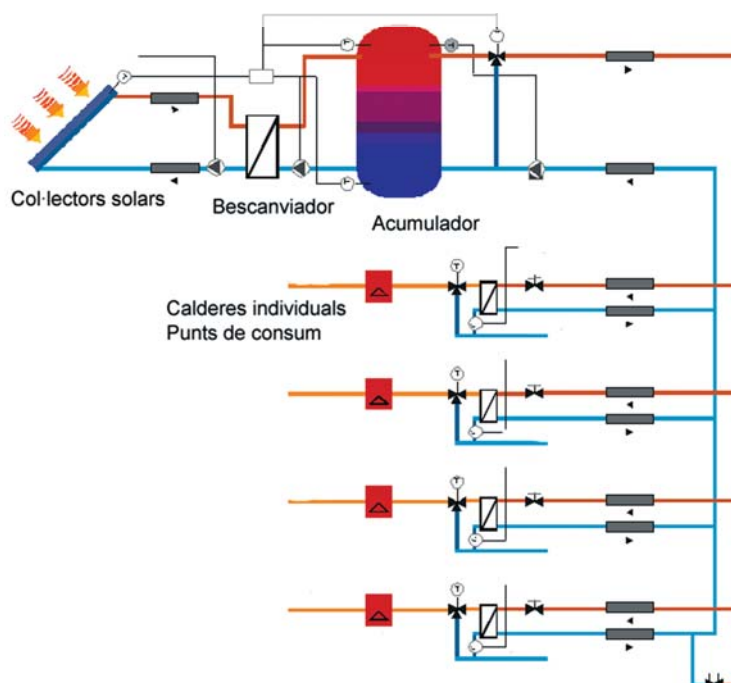 Col·lectors solars
Bescanviador
Acumulador
Calderes individuals
Punts de consum
T
T
T
T